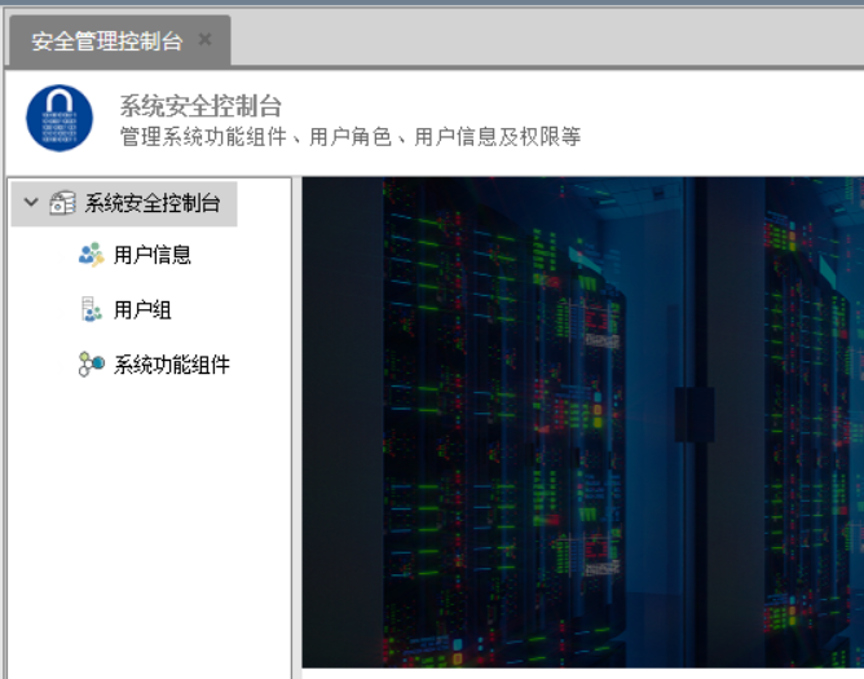 安全管理控制台
系统安全控制台
管理系统功能组件、用户角色、用户信息及权限等
系统安全控制台
用户信息
用户组
系统功能组件